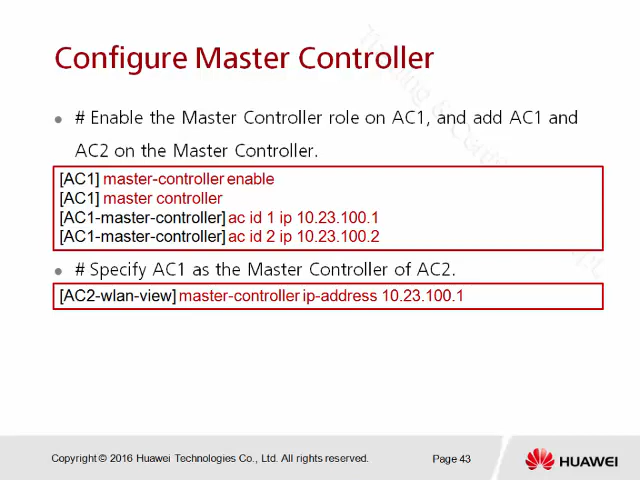 Configure Master Controller
# Enable the Master Controller role on AC1, and add AC1 and
AC2 on the Master Controller.
[AC1] master-controller enable
[AC1] master controller
[AC1-master-controller] ac id 1 ip 10.23.100.1
[AC1-master-controller] ac id 2 ip 10.23.100.2
# Specify AC1 as the Master Controller of AC2.
[AC2-wlan-view] master-controller ip-address 10.23.100.1
Copyright © 2016 Huawei Technologies Co., Ltd. All rights reserved.
Page 43
HUAWEI